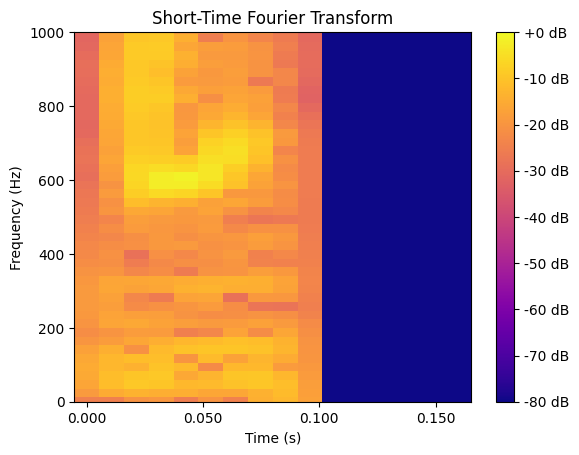 Short-Time Fourier Transform
1000
800
600
400
200
0
Frequency (Hz)
0.000
0.050
0.100
0.150
Time (s)
+0 dB
-10 dB
-20 dB
-30 dB
-40 dB
-50 dB
-60 dB
-70 dB
-80 dB